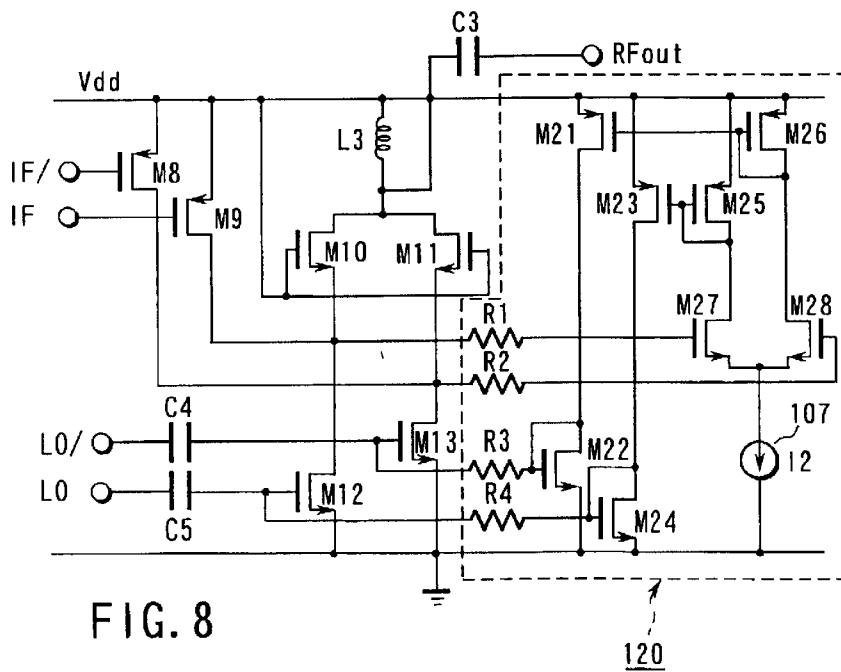 C3
RFout
Vdd
L3
M21
M26
IF/
M8
M23
M25
IF
M9
M10
M11
M27
M28
R1
R2
C4
107
LO/
M13
R3
M22
I2
LO
M12
R4
M24
C5
FIG. 8
120